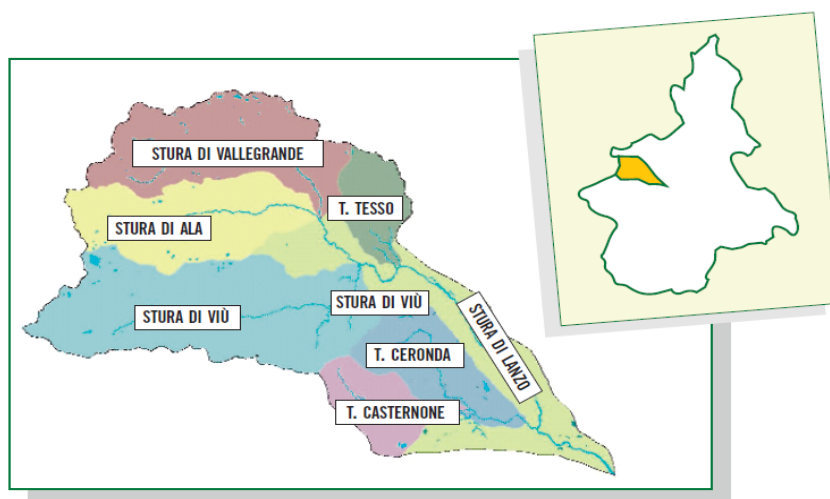 STURA DI VALLEGRANDE
T. TESSO
STURA DI ALA
STURA DI VIÙ
STURA DI VIÙ
STURA DI LANZO
T. CERONDA
T. CASTERNONE